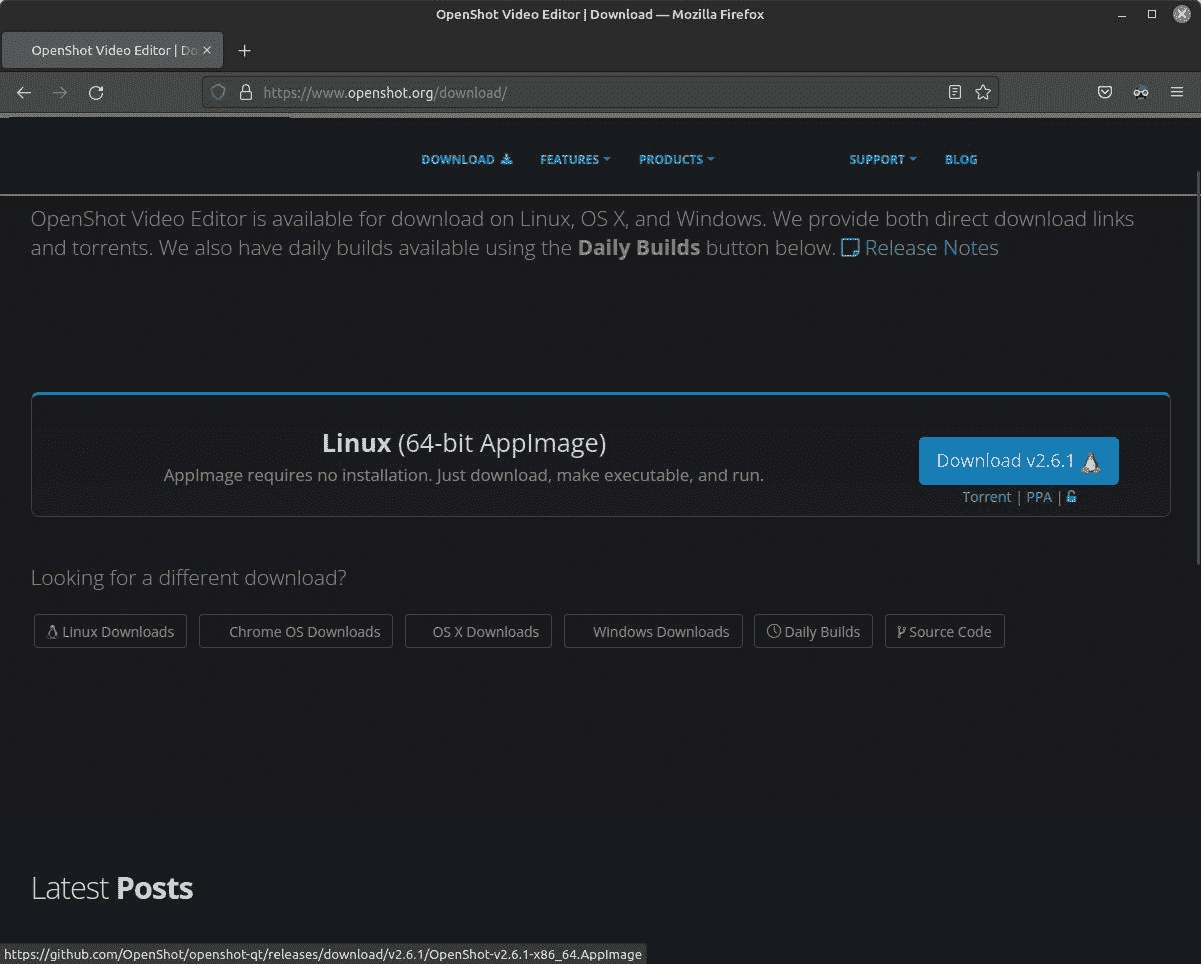 OpenShot Video Editor | Download — Mozilla Firefox
OpenShot Video Editor | Do
https://www.openshot.org/download/
DOWNLOAD FEATURES PRODUCTS SUPPORT BLOG
OpenShot Video Editor is available for download on Linux, OS X, and Windows. We provide both direct download links
and torrents. We also have daily builds available using the Daily Builds button below. Release Notes
Linux (64-bit AppImage)
AppImage requires no installation. Just download, make executable, and run.
Download v2.6.1
Torrent | PPA |
Looking for a different download?
Linux Downloads Chrome OS Downloads OS X Downloads Windows Downloads Daily Builds Source Code
Latest Posts
https://github.com/OpenShot/openshot-qt/releases/download/v2.6.1/OpenShot-v2.6.1-x86_64.AppImage